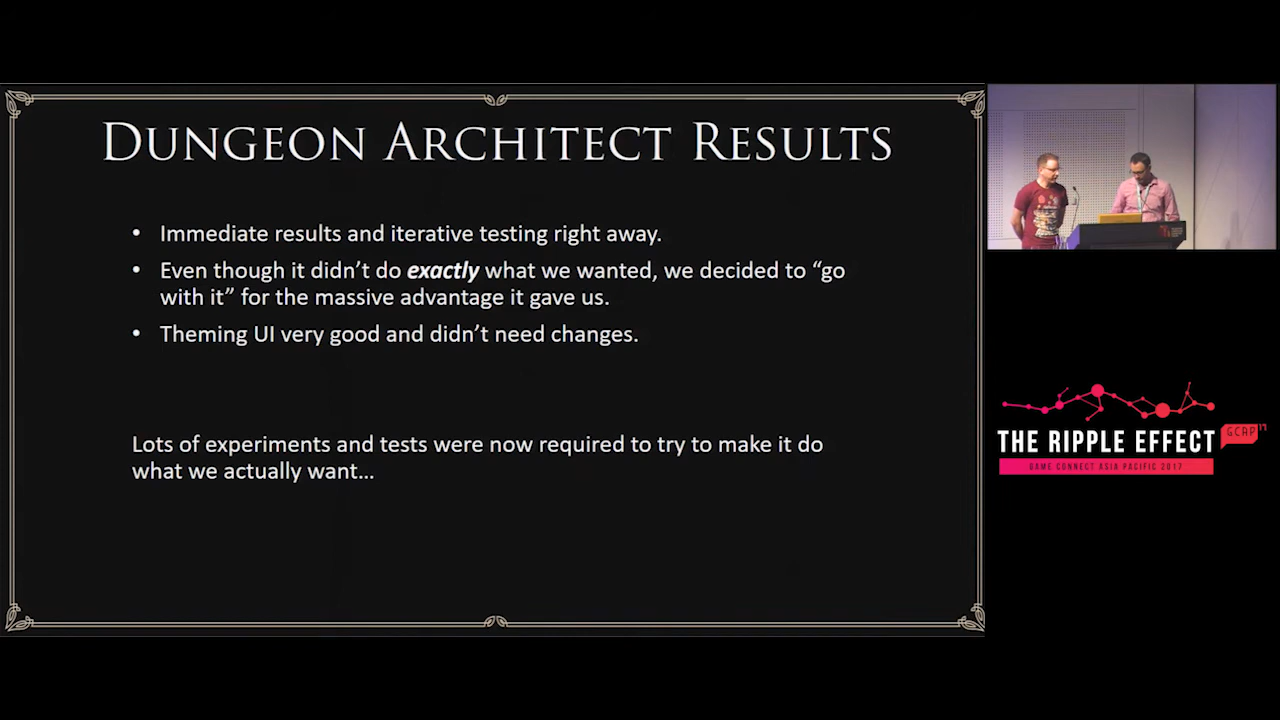 DUNGEON ARCHITECT RESULTS
• Immediate results and iterative testing right away.
• Even though it didn't do exactly what we wanted, we decided to “go
with it” for the massive advantage it gave us.
• Theming UI very good and didn't need changes.
Lots of experiments and tests were now required to try to make it do
what we actually want...
THE RIPPLE EFFECT
GCAP 17
GAME CONNECT ASIA PACIFIC 2017